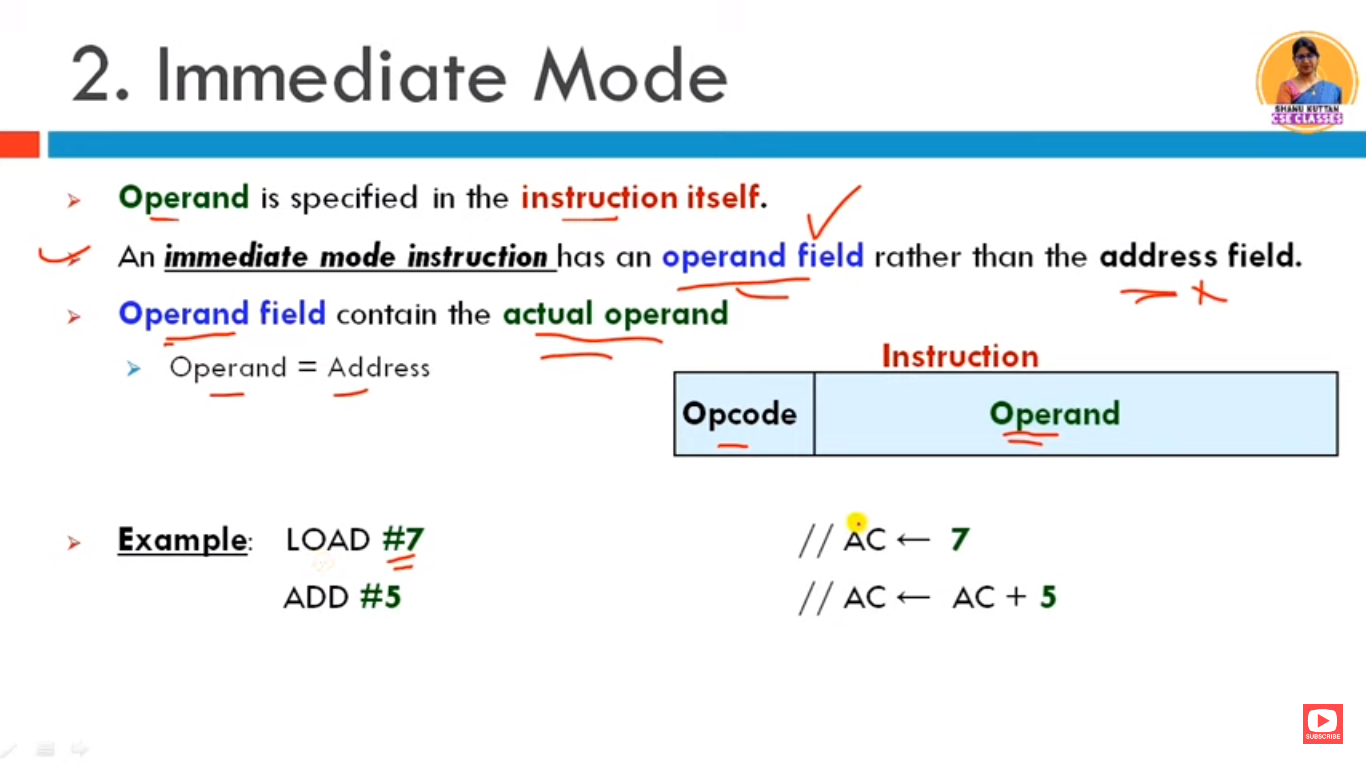 2. Immediate Mode
SHANU KUTTAN
CSE CLASSES
Operand is specified in the instruction itself.
An immediate mode instruction has an operand field rather than the address field.
Operand field contain the actual operand
Operand = Address
Instruction
Opcode Operand
Example: LOAD #7 // AC ← 7
ADD #5 // AC ← AC + 5
SUBSCRIBE